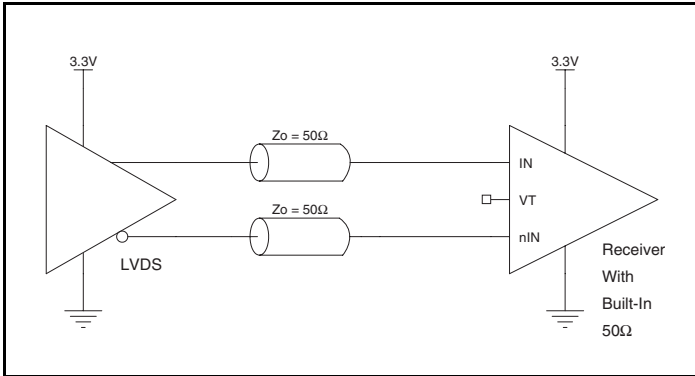 3.3V
3.3V
Zo = 50Ω
IN
VT
Zo = 50Ω
nIN
LVDS
Receiver
With
Built-In
50Ω